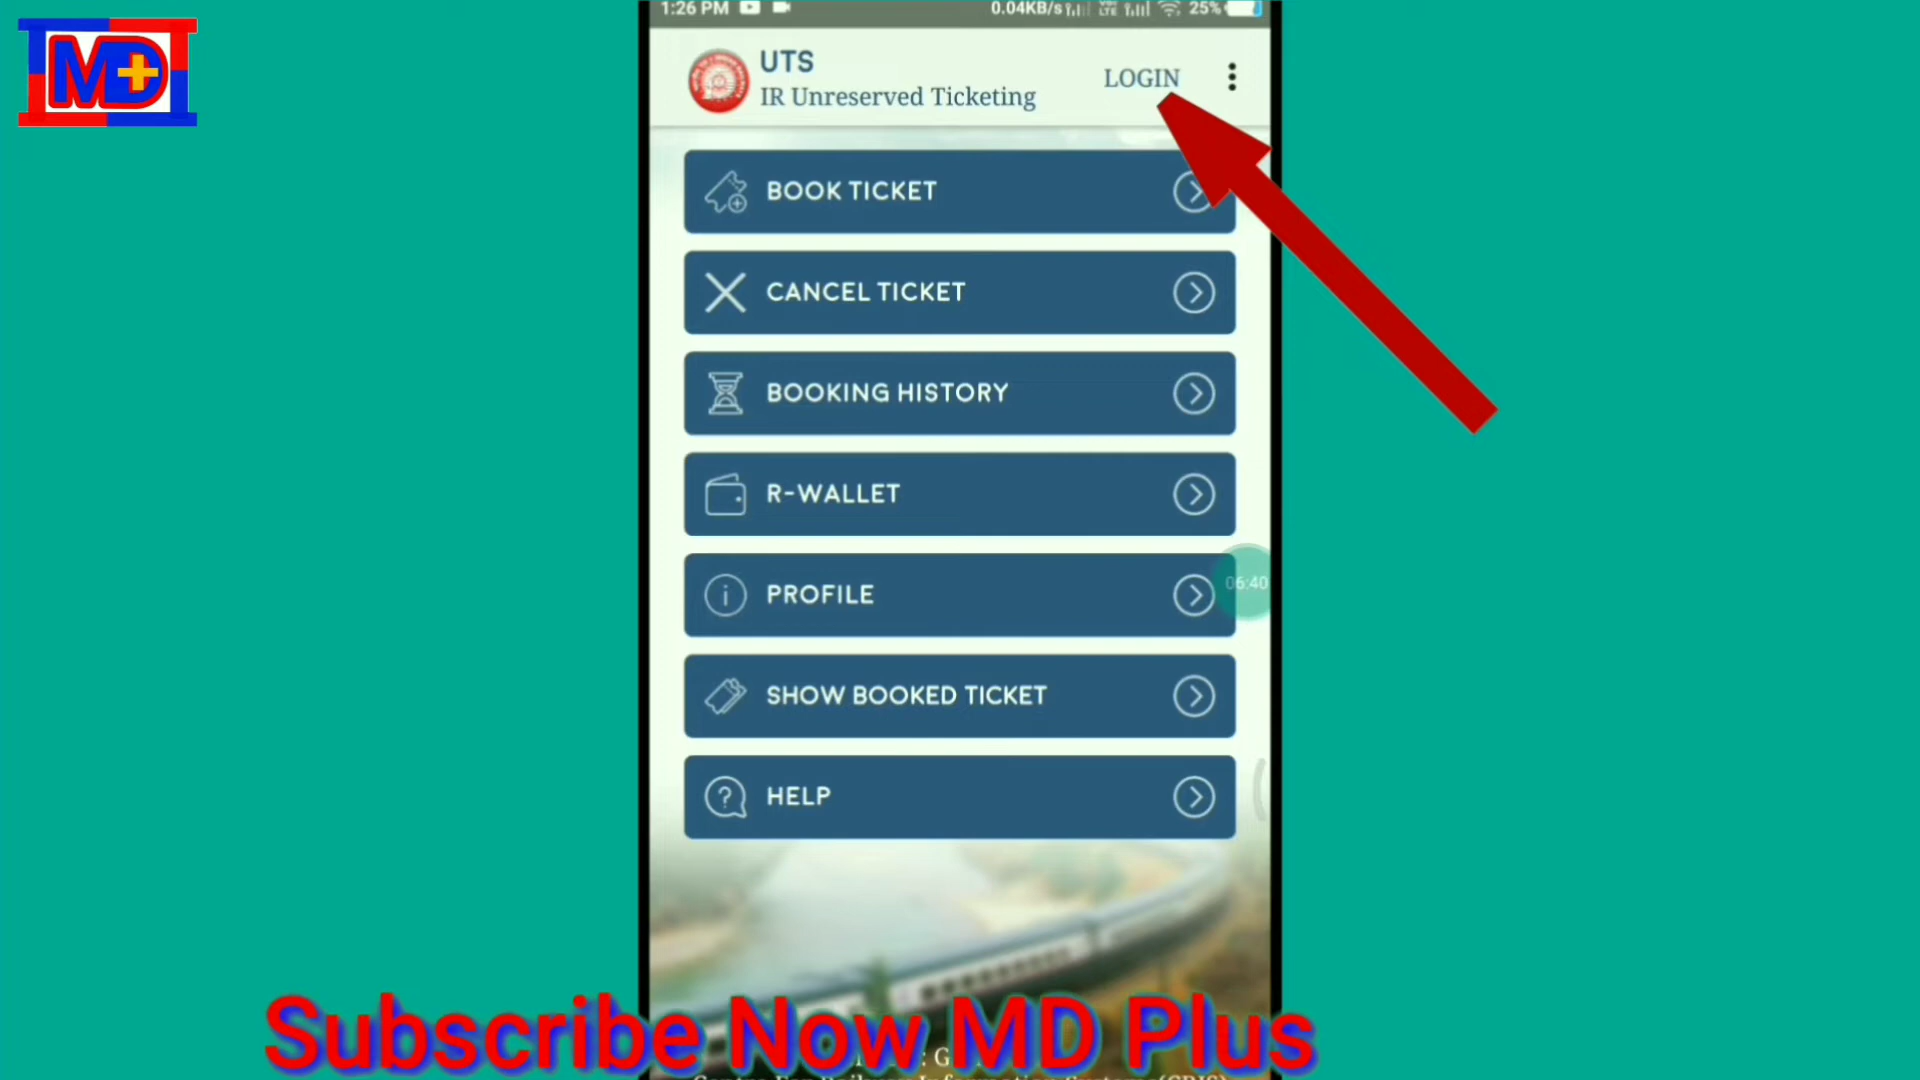 1:26 PM 0.04KB/s 25%
MD+
UTS
IR Unreserved Ticketing
LOGIN
BOOK TICKET
CANCEL TICKET
BOOKING HISTORY
R-WALLET
PROFILE
06:40
SHOW BOOKED TICKET
HELP
Subscribe Now MD Plus